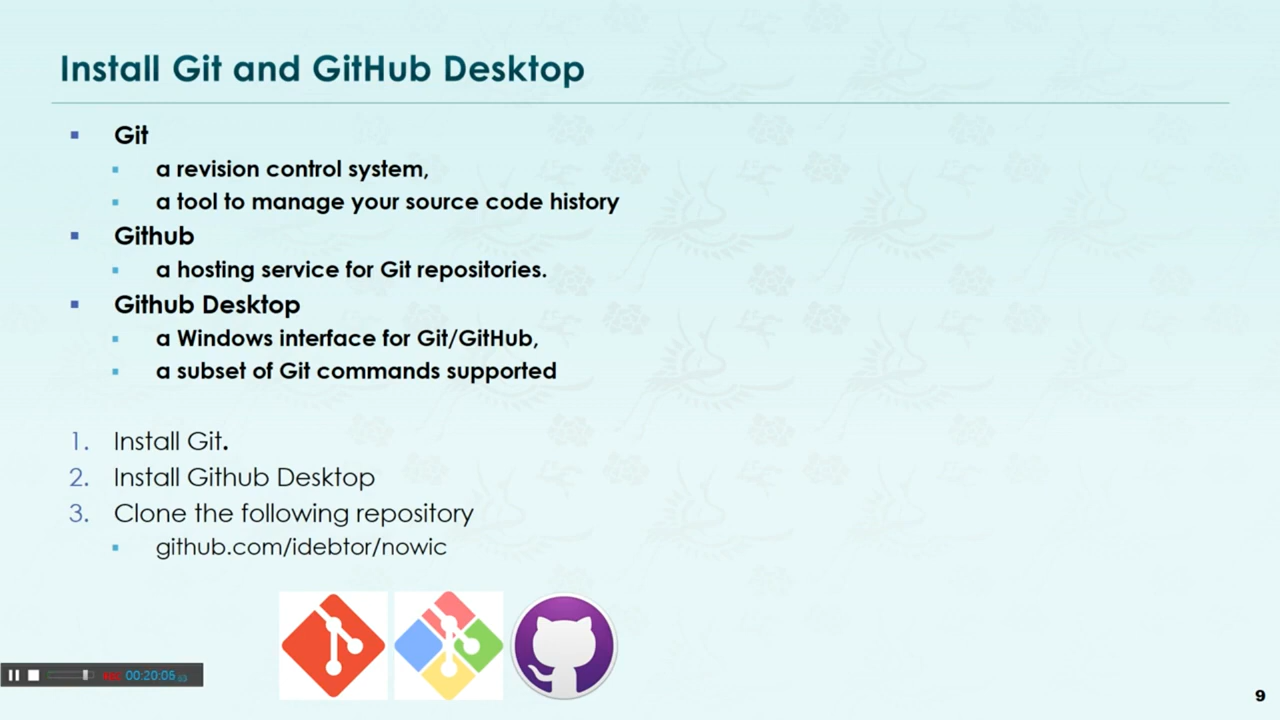 Install Git and GitHub Desktop
Git
a revision control system,
a tool to manage your source code history
Github
a hosting service for Git repositories.
Github Desktop
a Windows interface for Git/GitHub,
a subset of Git commands supported
1. Install Git.
2. Install Github Desktop
3. Clone the following repository
github.com/idebtor/nowic
REC 00:20:05.03
9